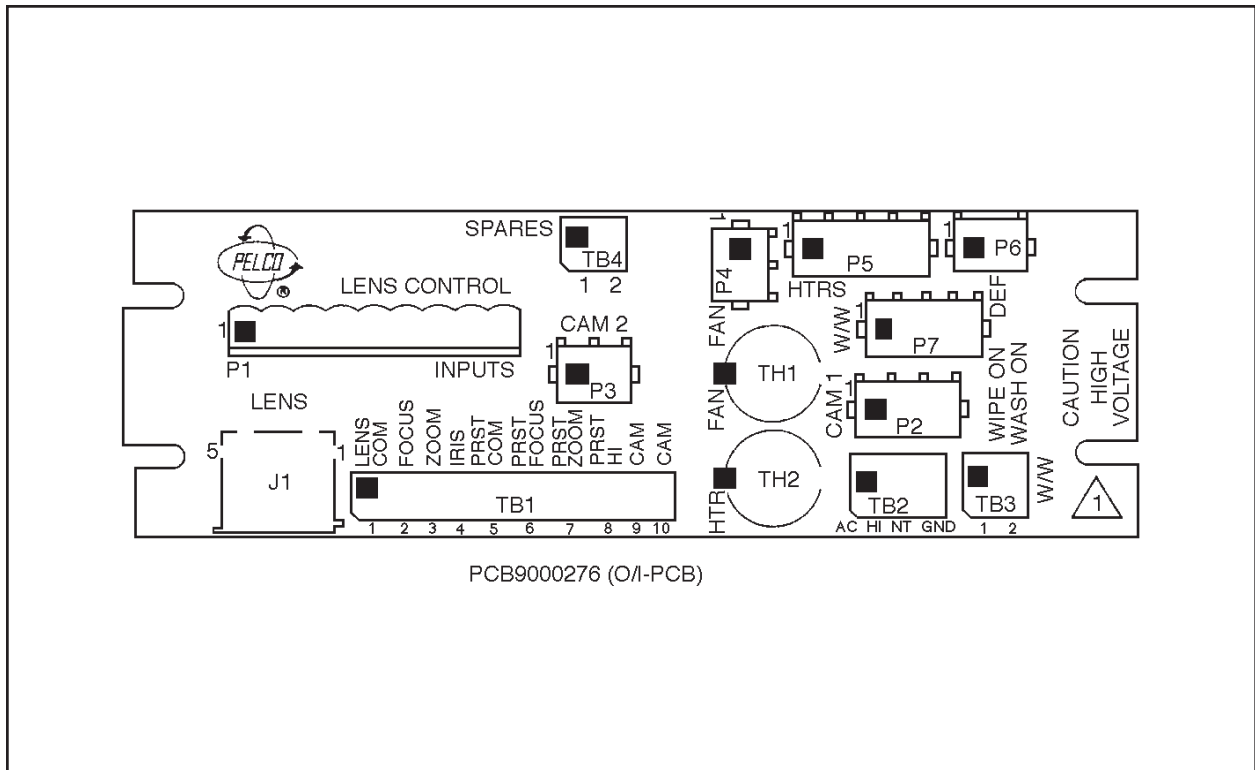 SPARES
TB4
1 2
PELCO
®
LENS CONTROL
1
P1
INPUTS
CAM 2
1
P3
LENS
5
1
J1
LENS COM
FOCUS
ZOOM
IRIS
PRST COM
PRST FOCUS
PRST ZOOM
PRST HI
CAM
CAM
TB1
1 2 3 4 5 6 7 8 9 10
1
P4
FAN
1
P5
HTRS
1
P6
DEF
W/W
1
P7
FAN
TH1
CAM 1
1
P2
WIPE ON
WASH ON
HTR
TH2
TB2
AC HI NT GND
TB3
1 2
W/W
CAUTION
HIGH
VOLTAGE
1
PCB9000276 (O/I-PCB)